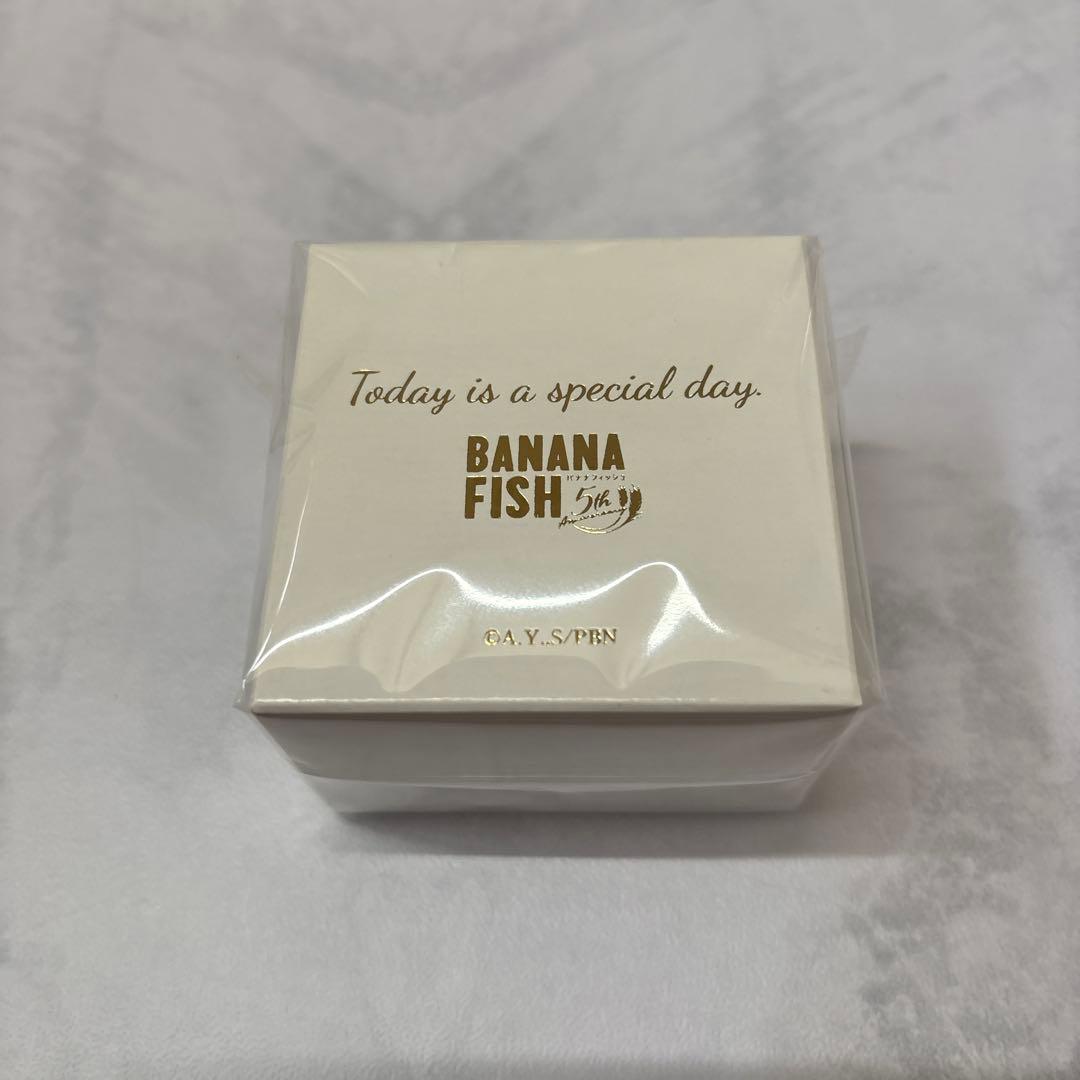 Today is a special day.
BANANA
バナナフィッシュ
FISH 5th
Anniversary
©A.Y.,S/PBN